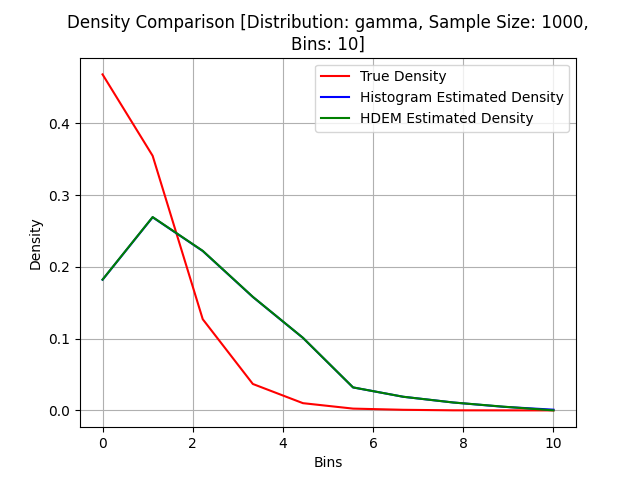 Density Comparison [Distribution: gamma, Sample Size: 1000,
Bins: 10]
True Density
Histogram Estimated Density
HDEM Estimated Density
Density
0.4
0.3
0.2
0.1
0.0
0 2 4 6 8 10
Bins